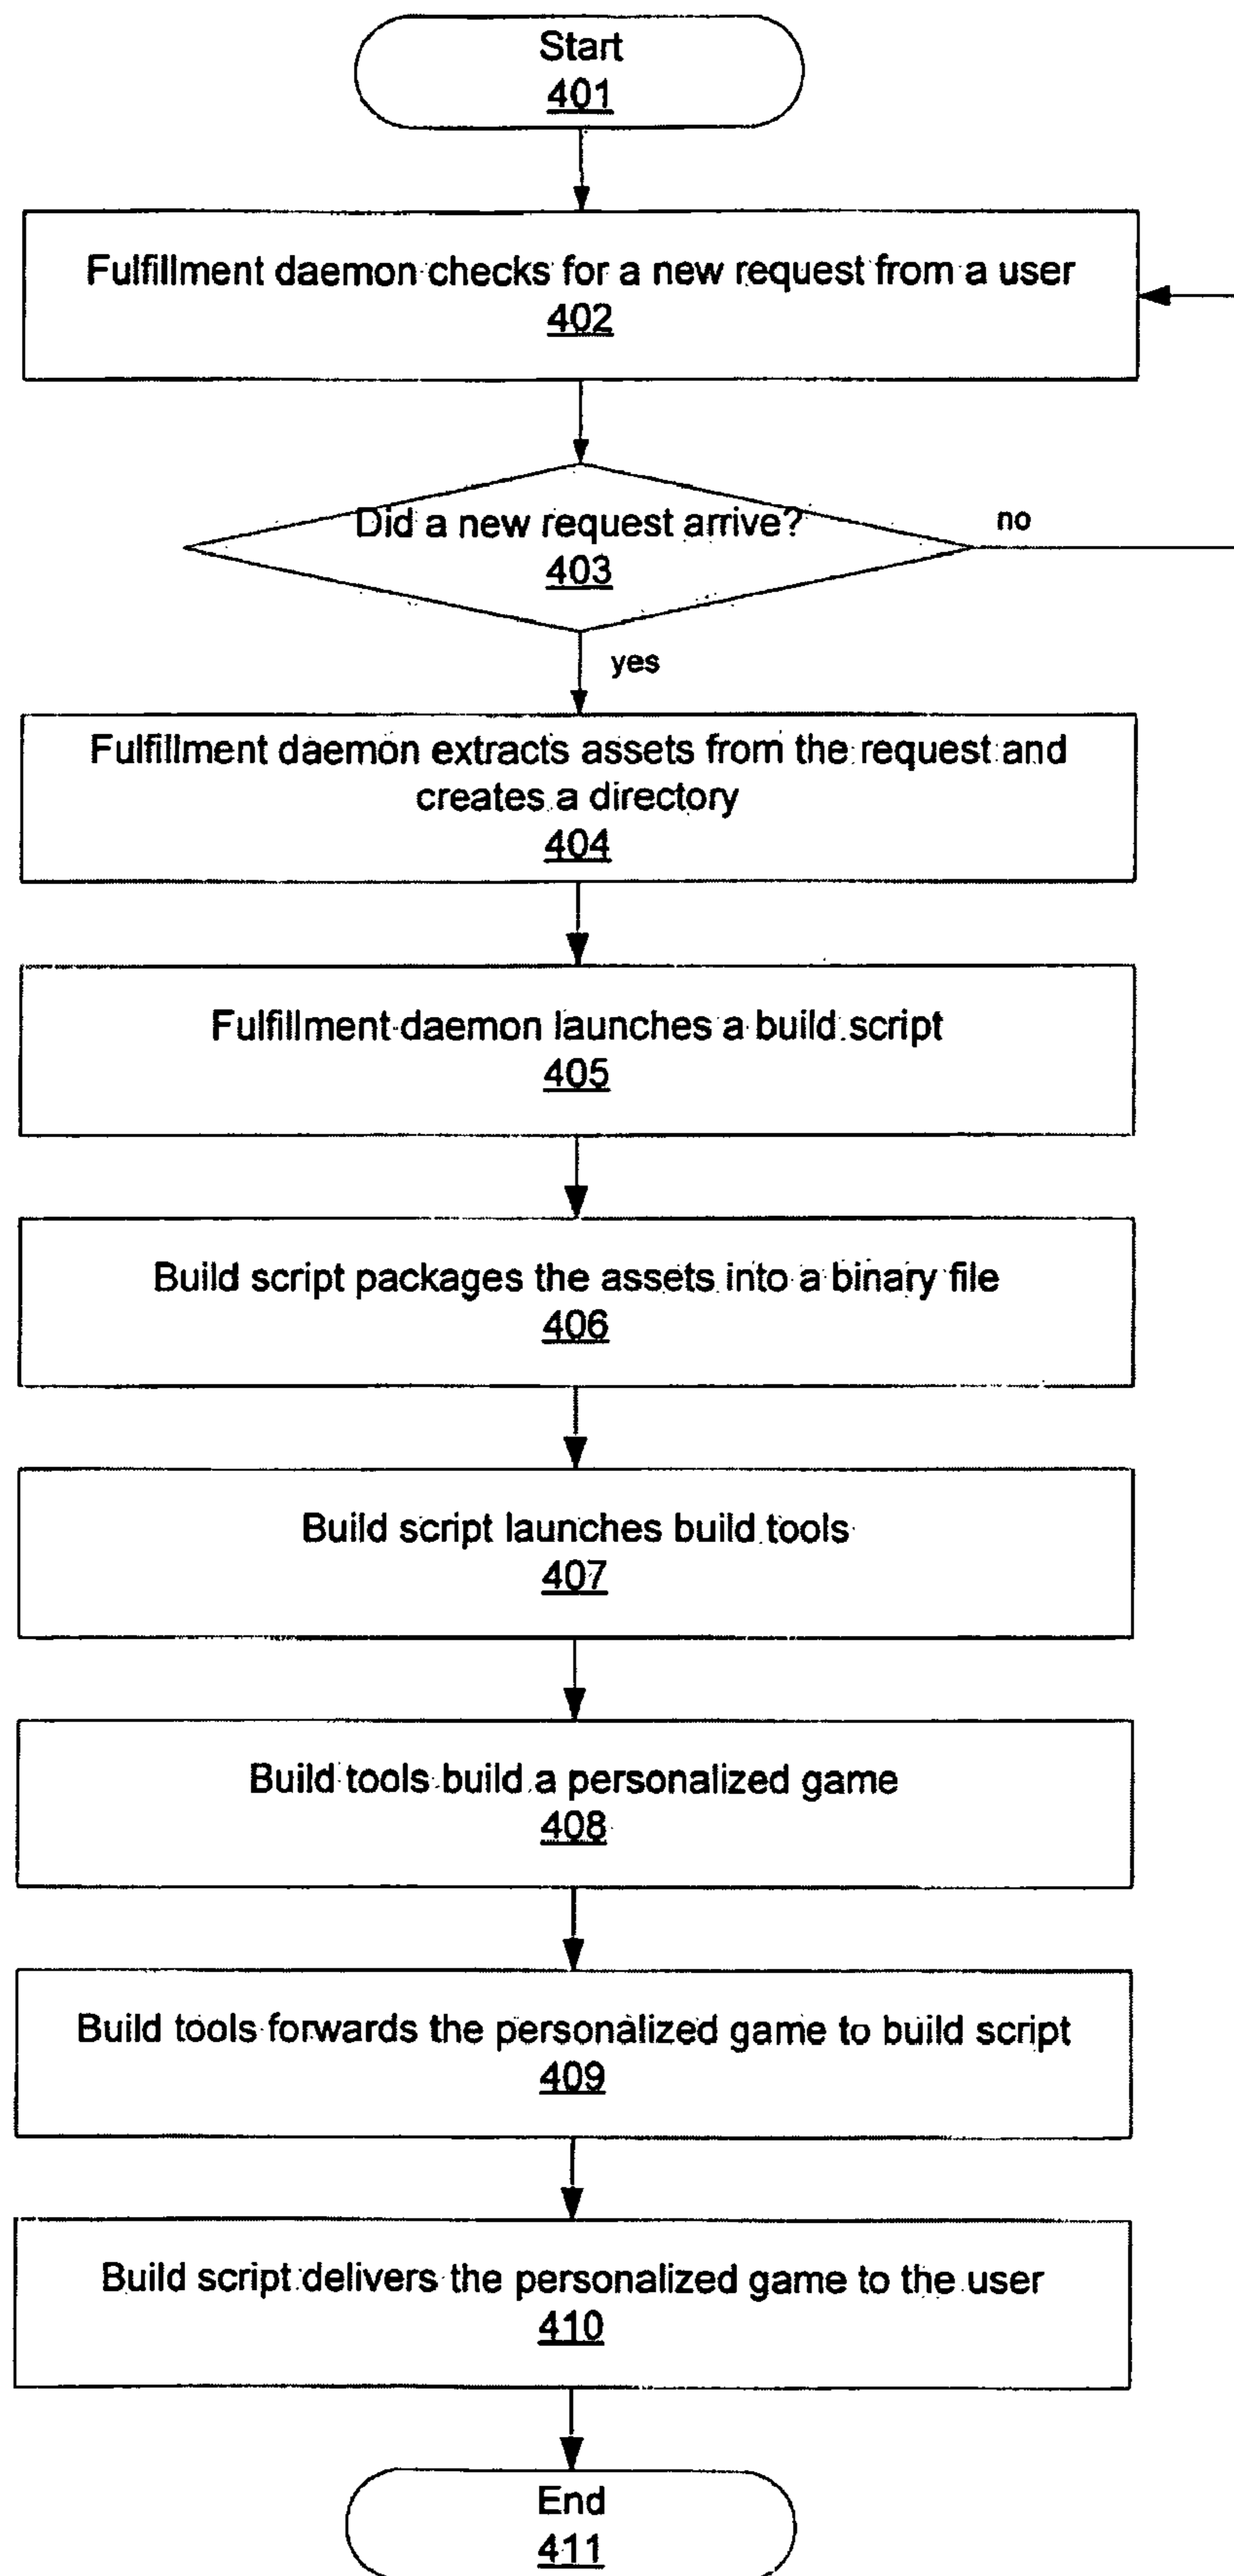 Start
401
Fulfillment daemon checks for a new request from a user
402
Did a new request arrive?
403
no
yes
Fulfillment daemon extracts assets from the request and
creates a directory
404
Fulfillment daemon launches a build script
405
Build script packages the assets into a binary file
406
Build script launches build tools
407
Build tools build a personalized game
408
Build tools forwards the personalized game to build script
409
Build script delivers the personalized game to the user
410
End
411